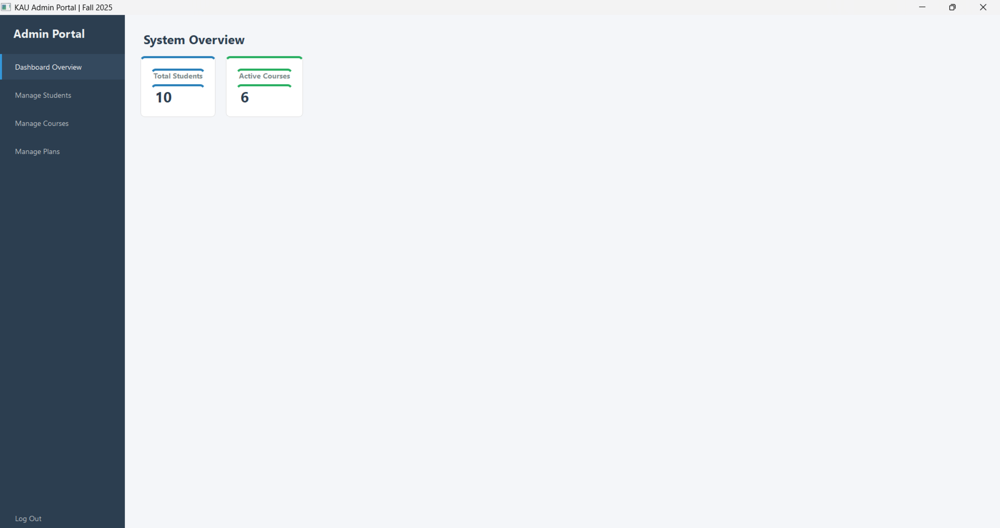 KAU Admin Portal | Fall 2025
Admin Portal
Dashboard Overview
Manage Students
Manage Courses
Manage Plans
Log Out
System Overview
Total Students
10
Active Courses
6